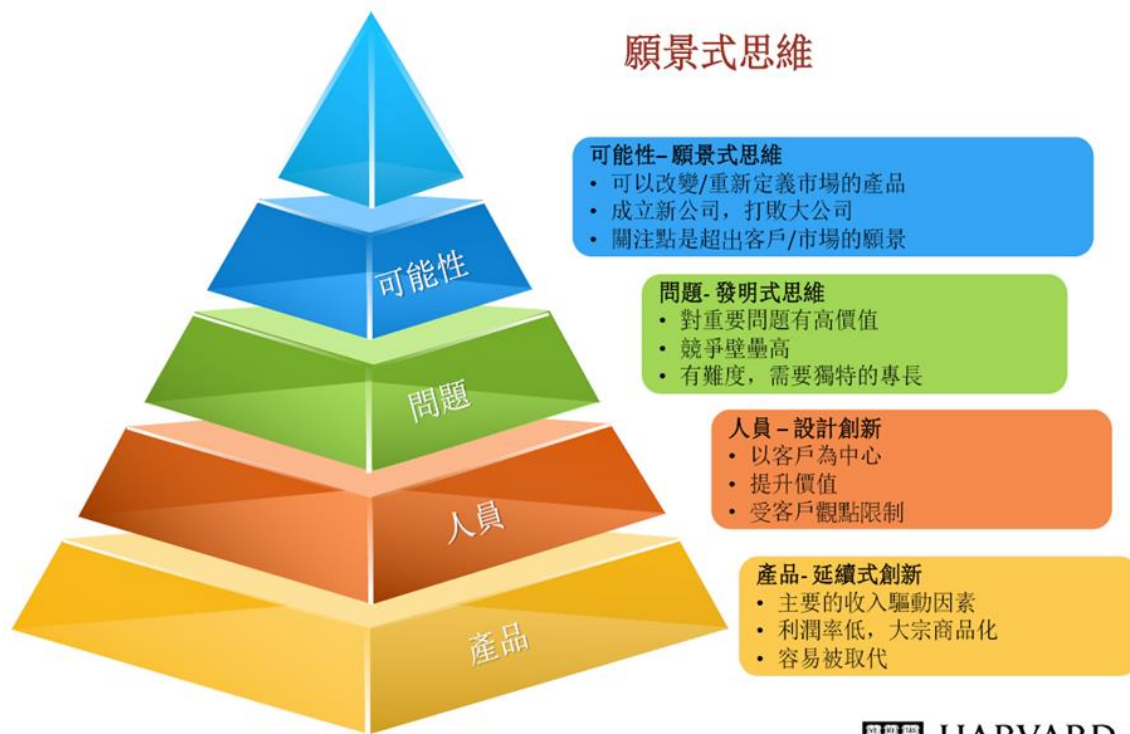 願景式思維
可能性
問題
人員
產品
可能性–願景式思維
• 可以改變/重新定義市場的產品
• 成立新公司，打敗大公司
• 關注點是超出客戶/市場的願景
問題- 發明式思維
• 對重要問題有高價值
• 競爭壁壘高
• 有難度，需要獨特的專長
人員 – 設計創新
• 以客戶為中心
• 提升價值
• 受客戶觀點限制
產品- 延續式創新
• 主要的收入驅動因素
• 利潤率低，大宗商品化
• 容易被取代
HARVARD